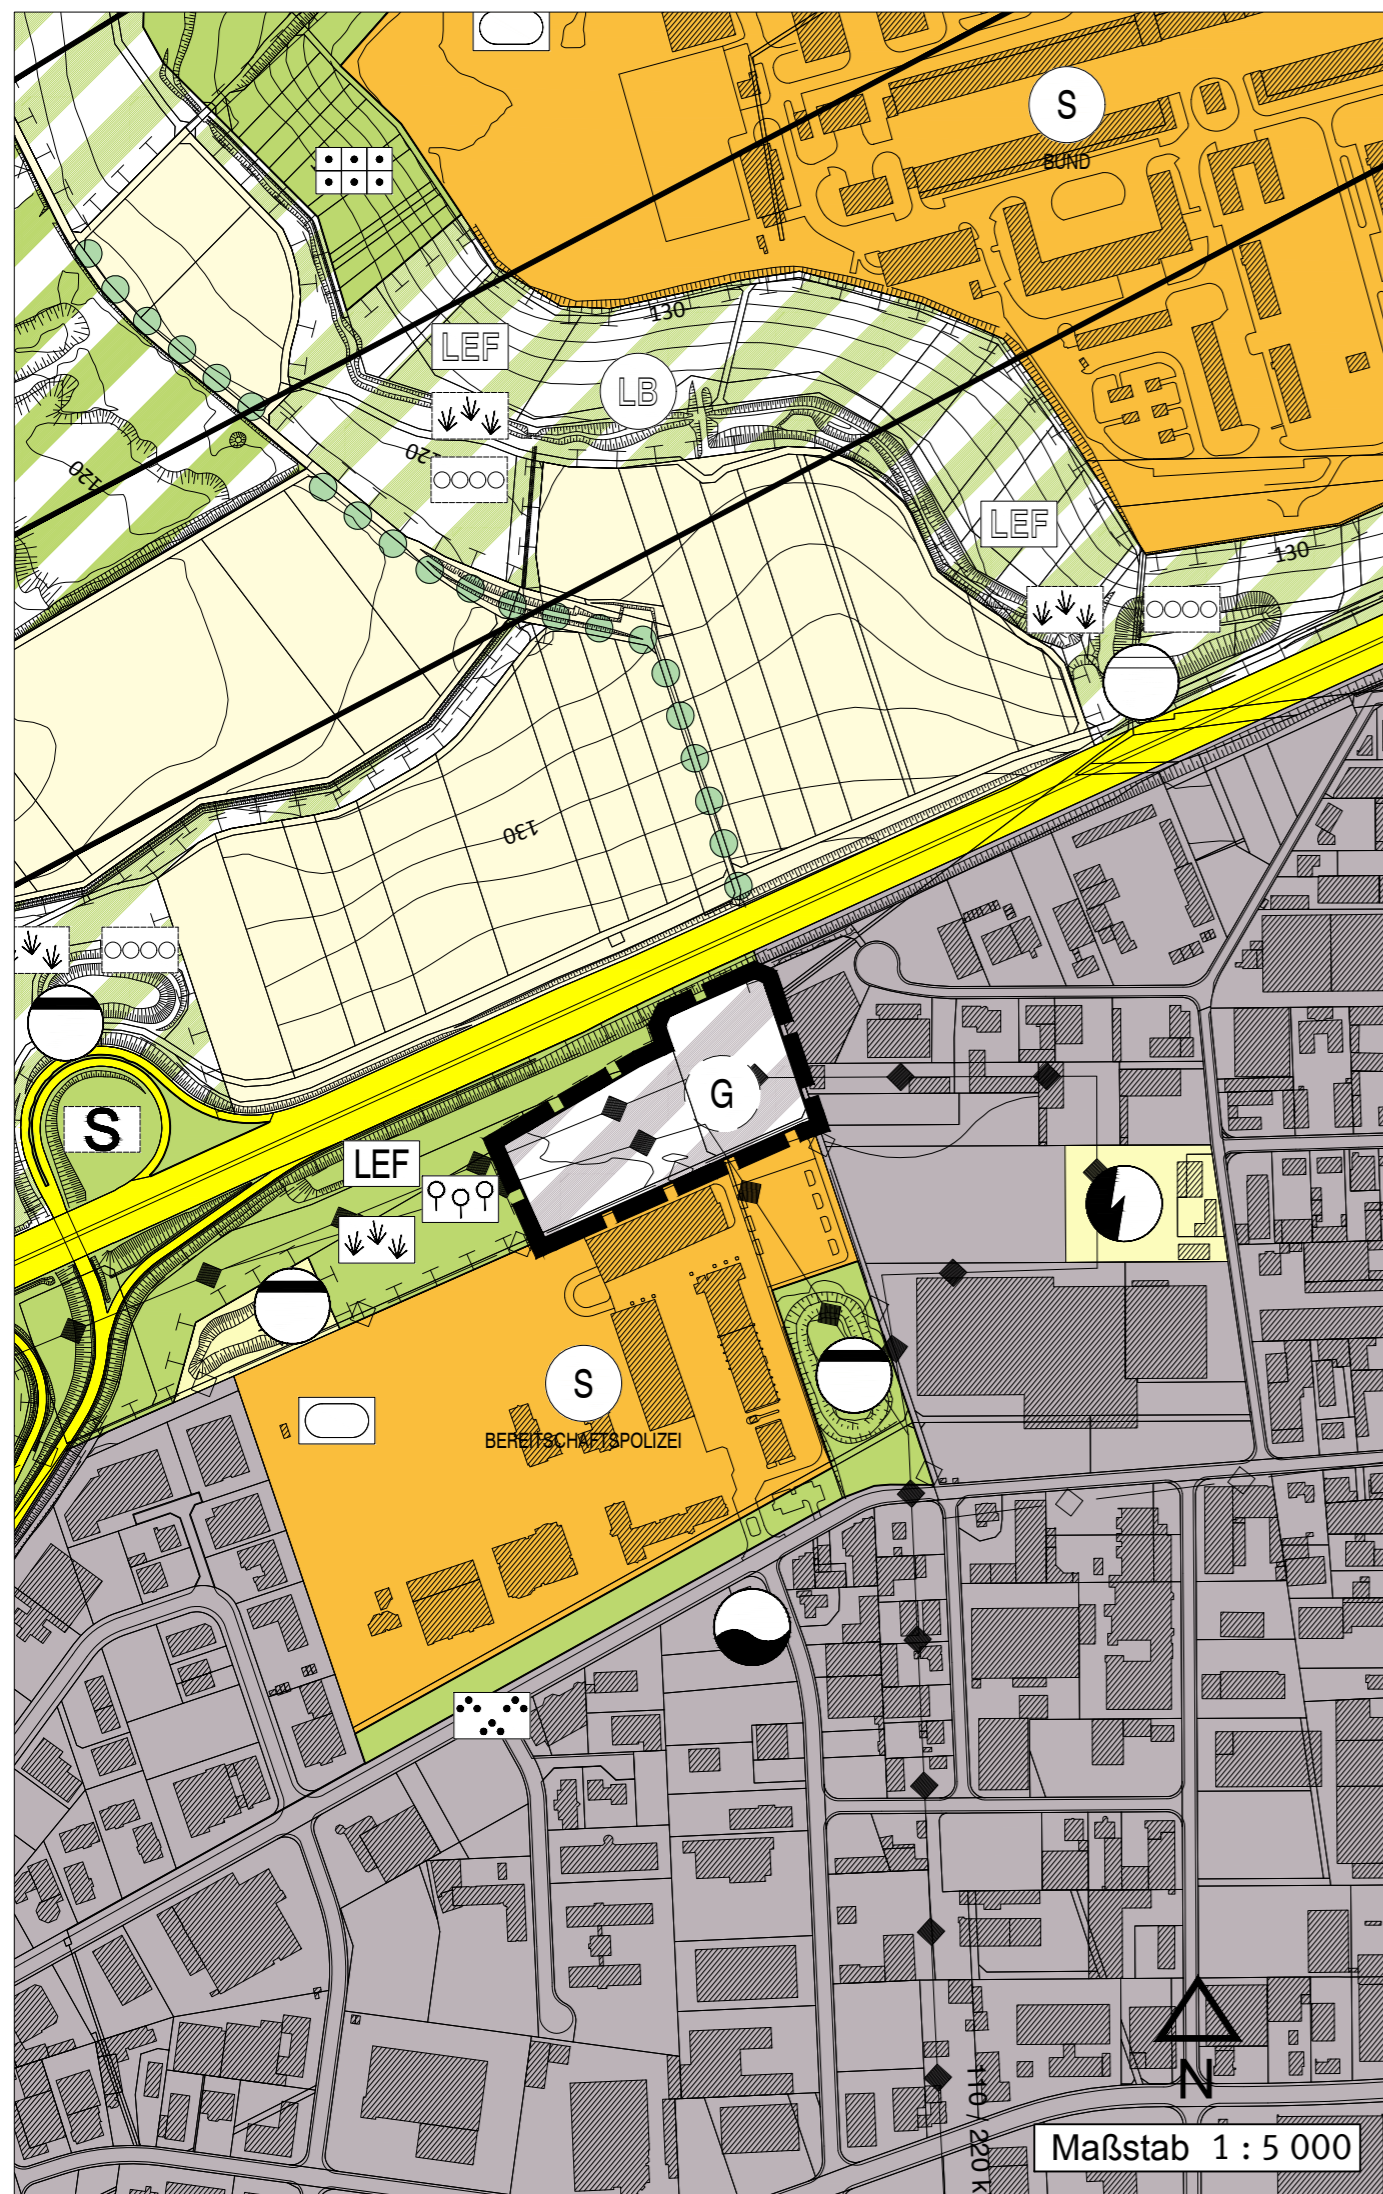 S
BUND
130
LEF
LB
120
120
LEF
130
130
G
S
LEF
S
BEREITSCHAFTSPOLIZEI
110 / 220 k
N
Maßstab 1 : 5 000